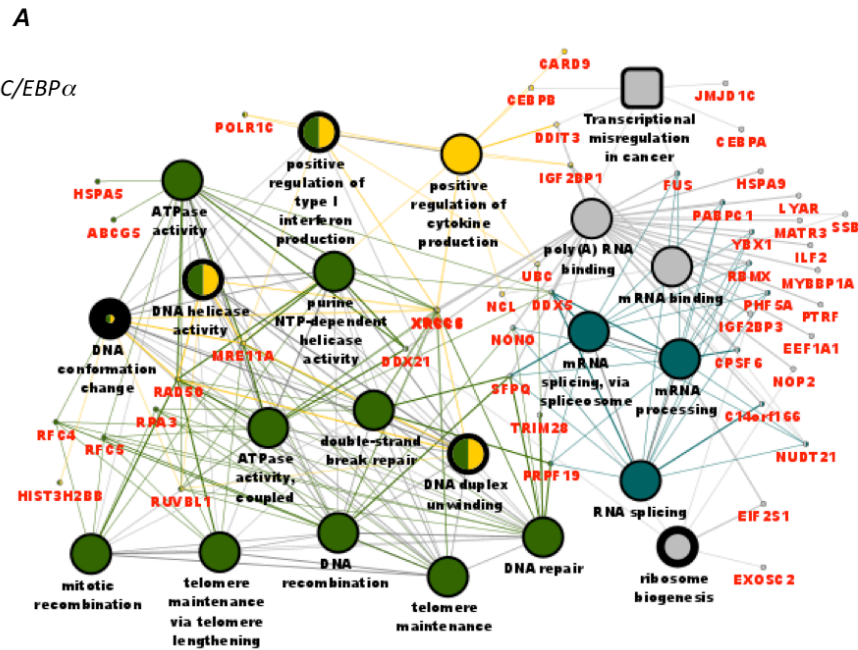 A
C/EBPα
CARD9
CEBPB
JMJD1C
POLR1C
Transcriptional
misregulation
in cancer
DDIT3
CEBPA
positive
regulation of
type I
interferon
production
positive
regulation of
cytokine
production
IGF2BP1
FUS
HSPA9
HSPA5
ATPase
activity
ABCG5
PABPC1
LYAR
MATR3
SSB
poly(A) RNA
binding
YBX1
ILF2
UBC
RBMX
MYBBP1A
mRNA binding
DNA helicase
activity
purine
NTP-dependent
helicase
activity
NCL
DDX5
PHF5A
PTRF
IGF2BP3
NONO
EEF1A1
DNA
conformation
change
MRE11A
DDX21
mRNA
splicing, via
spliceosome
mRNA
processing
CPSF6
NOP2
RAD50
SFPQ
C14orf166
RPA3
RFC4
RFC5
double-strand
break repair
TRIM28
ATPase
activity,
coupled
DNA duplex
unwinding
PRPF19
NUDT21
HIST3H2BB
RUVBL1
RNA splicing
EIF2S1
DNA
recombination
DNA repair
ribosome
biogenesis
EXOSC2
mitotic
recombination
telomere
maintenance
via telomere
lengthening
telomere
maintenance